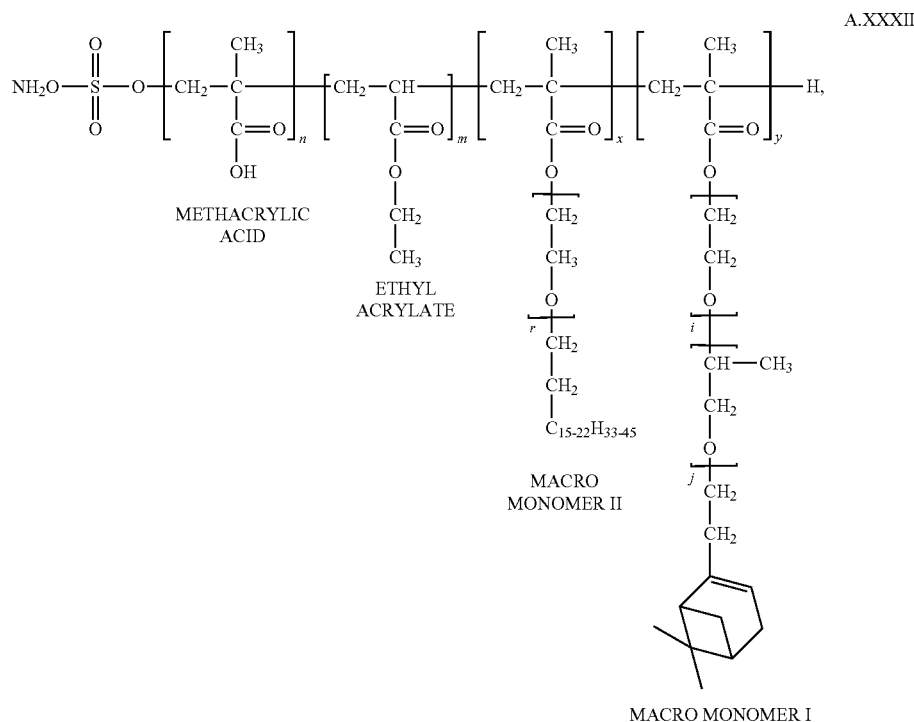 A.XXXII
CH₃ CH₃ CH₃
O
NH₂O S O CH₂ C CH₂ CH CH₂ C CH₂ C H,
O C=O C=O C=O C=O
n m x y
OH O O O
METHACRYLIC
ACID
CH₂ CH₂ CH₂
CH₃ CH₃ CH₂
ETHYL
ACRYLATE
O O
r i
CH₂ CH—CH₃
CH₂ CH₂
C₁₅₋₂₂H₃₃₋₄₅ O
j
MACRO
MONOMER II
CH₂
CH₂
MACRO MONOMER I